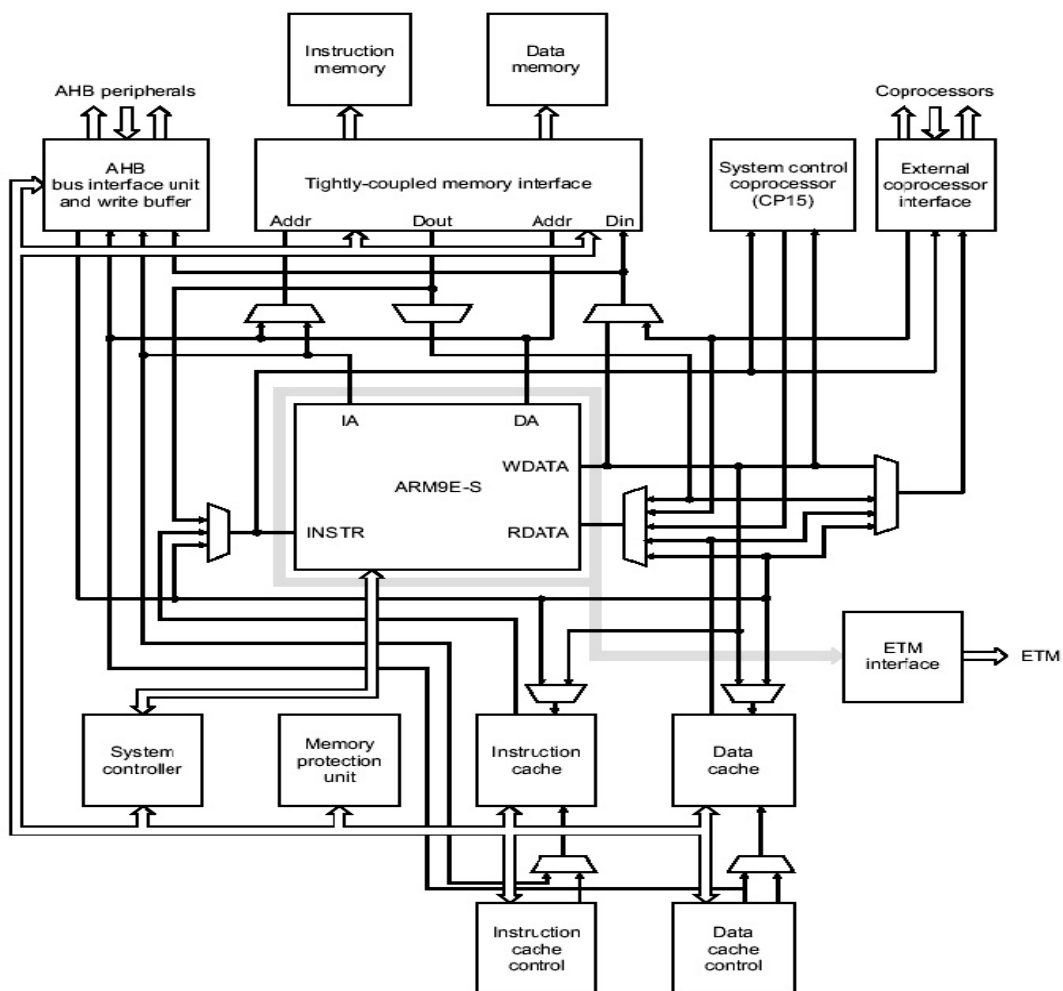 Instruction
memory
Data
memory
AHB peripherals
Coprocessors
AHB
bus interface unit
and write buffer
Tightly-coupled memory interface
Addr
Dout
Addr
Din
System control
coprocessor
(CP15)
External
coprocessor
interface
IA
DA
WDATA
ARM9E-S
INSTR
RDATA
ETM
interface
ETM
System
controller
Memory
protection
unit
Instruction
cache
Data
cache
Instruction
cache
control
Data
cache
control